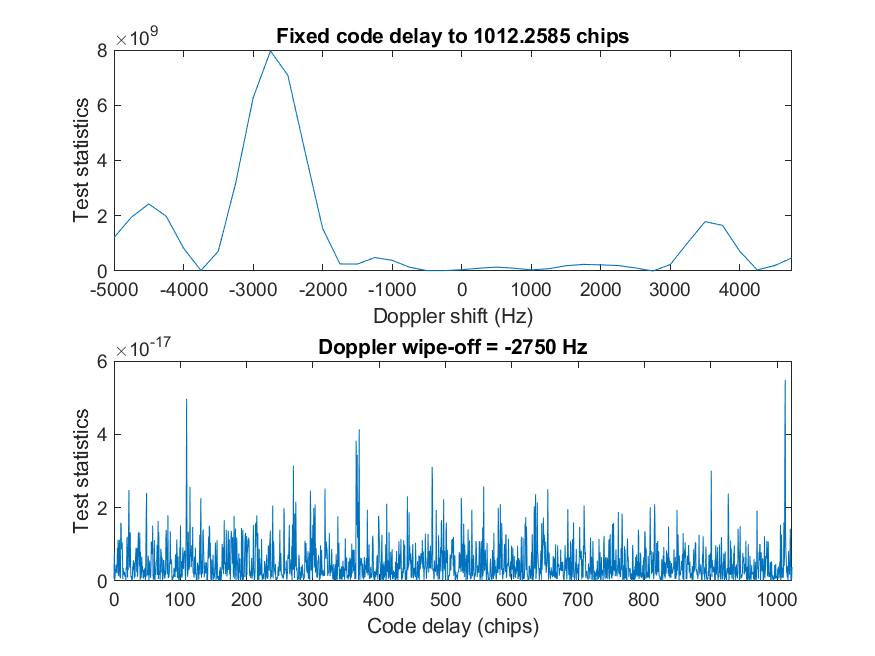 ×10⁹
Fixed code delay to 1012.2585 chips
8
6
4
2
0
Test statistics
-5000 -4000 -3000 -2000 -1000 0 1000 2000 3000 4000
Doppler shift (Hz)
×10⁻¹⁷
Doppler wipe-off = -2750 Hz
6
4
2
0
Test statistics
0 100 200 300 400 500 600 700 800 900 1000
Code delay (chips)